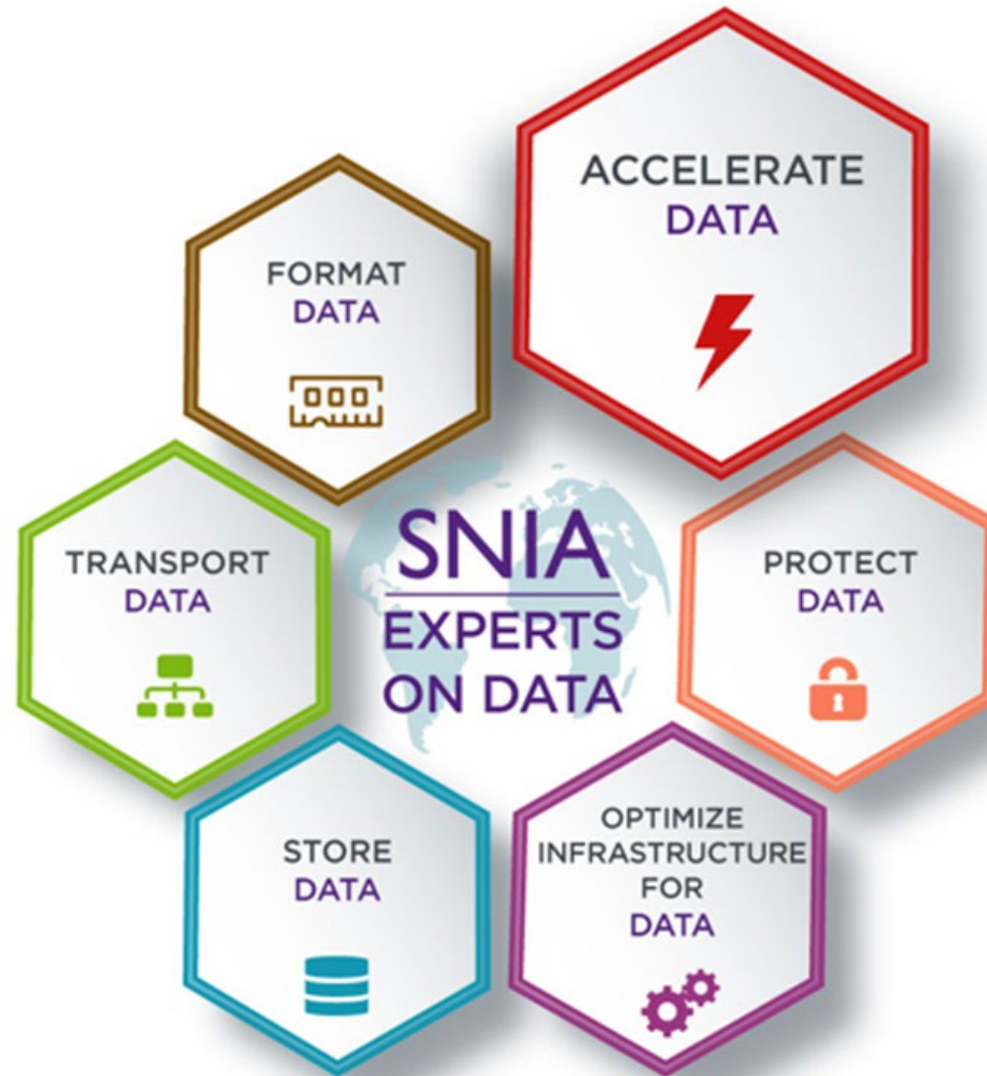 ACCELERATE
DATA
FORMAT
DATA
SNIA
EXPERTS
ON DATA
TRANSPORT
DATA
PROTECT
DATA
STORE
DATA
OPTIMIZE
INFRASTRUCTURE
FOR
DATA